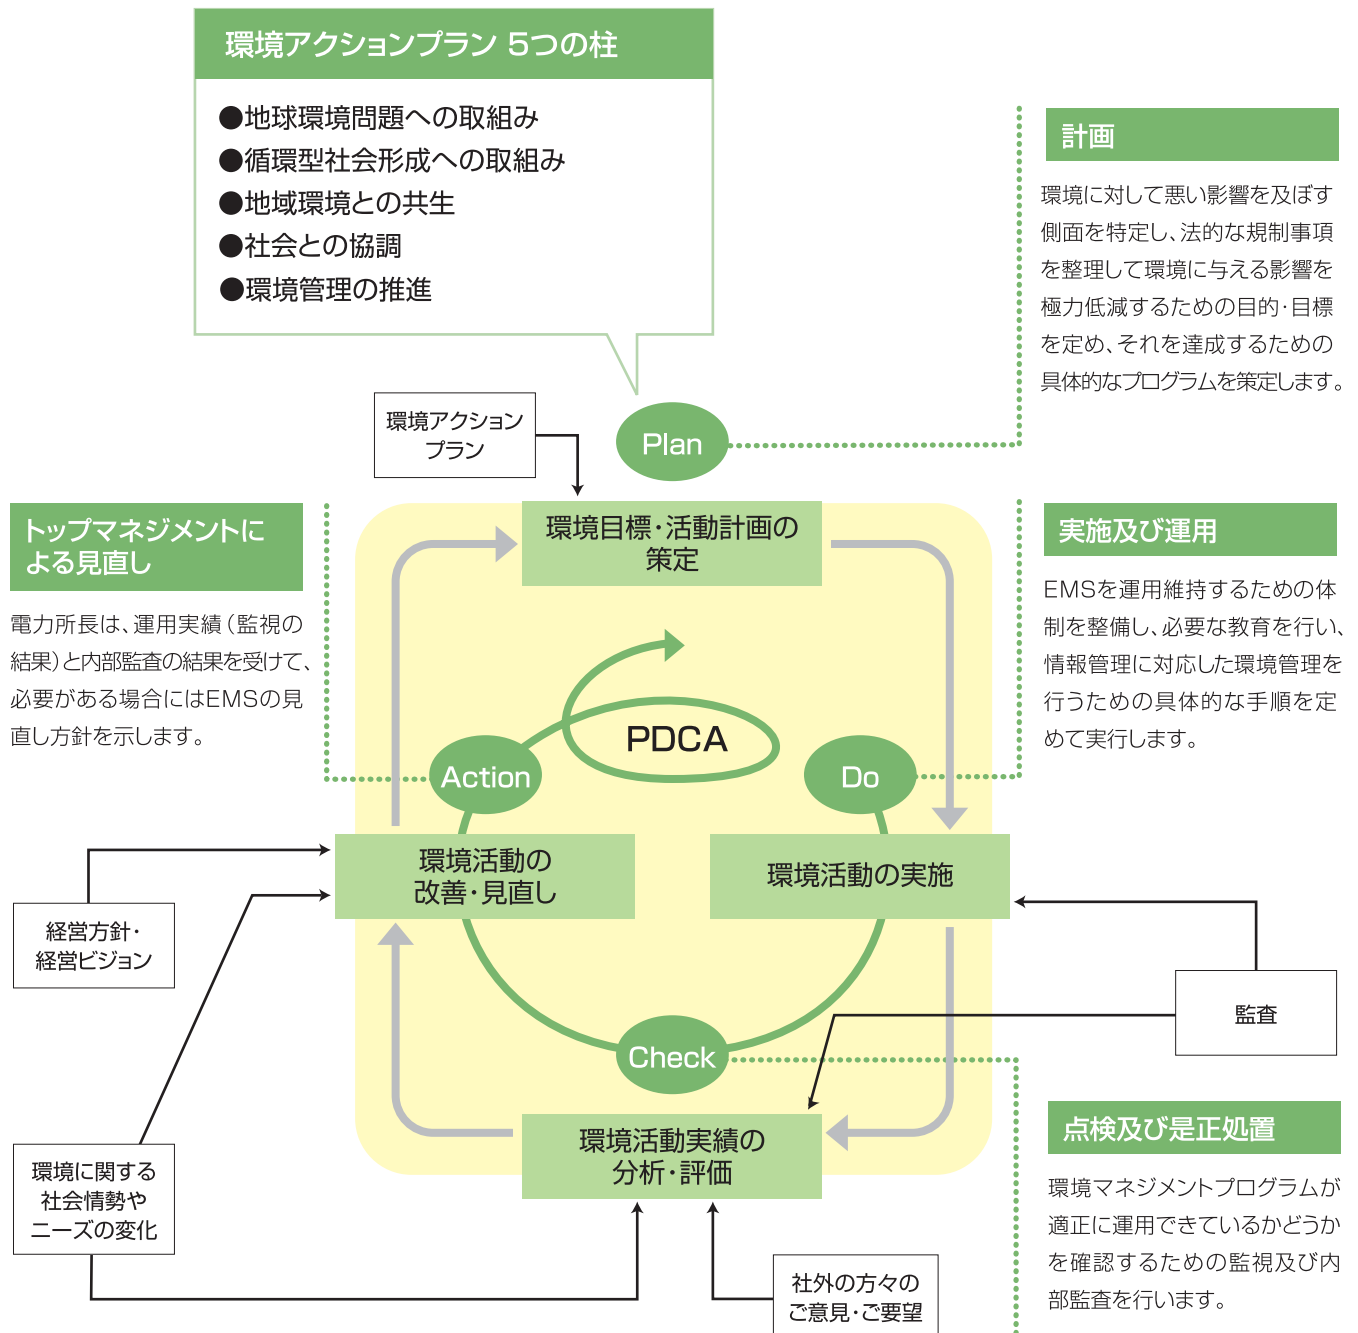 環境アクションプラン 5つの柱
●地球環境問題への取組み
●循環型社会形成への取組み
●地域環境との共生
●社会との協調
●環境管理の推進
計画
環境に対して悪い影響を及ぼす
側面を特定し、法的な規制事項
を整理して環境に与える影響を
極力低減するための目的・目標
を定め、それを達成するための
具体的なプログラムを策定します。
環境アクション
プラン
Plan
環境目標・活動計画の
策定
トップマネジメントに
よる見直し
電力所長は、運用実績（監視の
結果）と内部監査の結果を受けて、
必要がある場合にはEMSの見
直し方針を示します。
実施及び運用
EMSを運用維持するための体
制を整備し、必要な教育を行い、
情報管理に対応した環境管理を
行うための具体的な手順を定
めて実行します。
PDCA
Action
Do
環境活動の
改善・見直し
環境活動の実施
経営方針・
経営ビジョン
監査
Check
環境活動実績の
分析・評価
点検及び是正処置
環境マネジメントプログラムが
適正に運用できているかどうか
を確認するための監視及び内
部監査を行います。
環境に関する
社会情勢や
ニーズの変化
社外の方々の
ご意見・ご要望